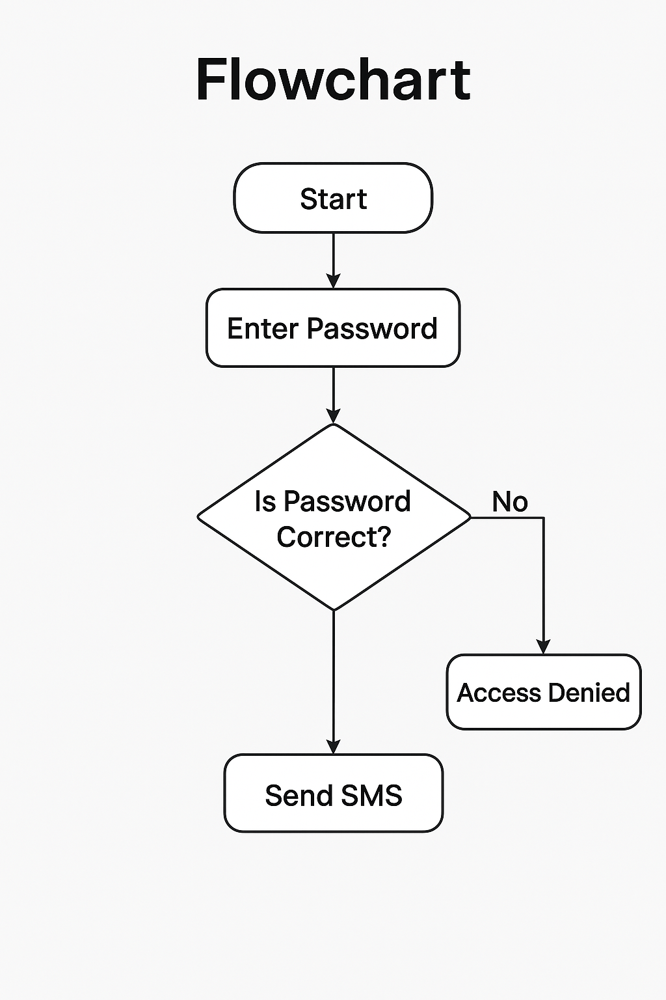 Flowchart
Start
Enter Password
Is Password
Correct?
No
Access Denied
Send SMS